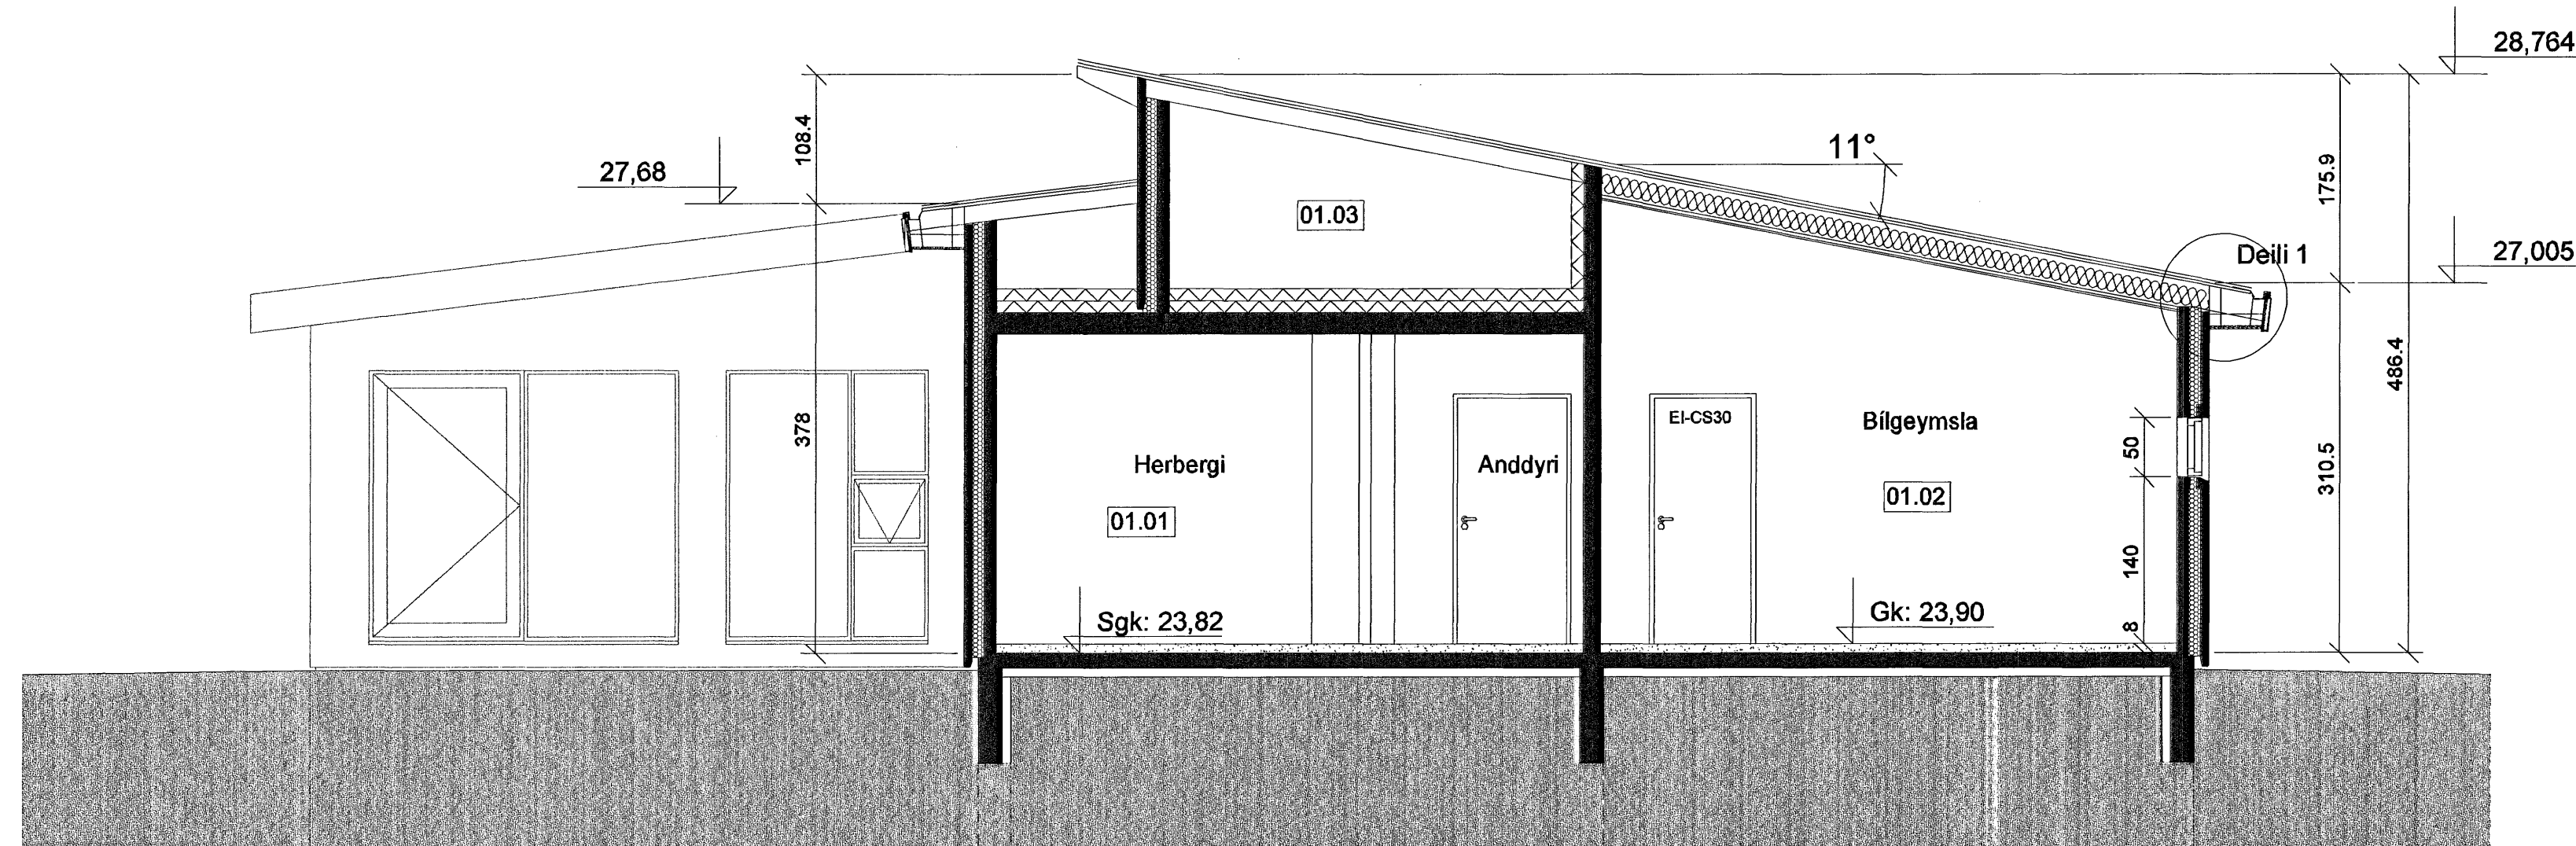 28,764
108.4
11°
27,68
175.9
01.03
Deili 1
27,005
486.4
378
EI-CS30
Bílgeymsla
50
310.5
Herbergi
Anddyri
01.02
01.01
140
Sgk: 23,82
Gk: 23,90
8